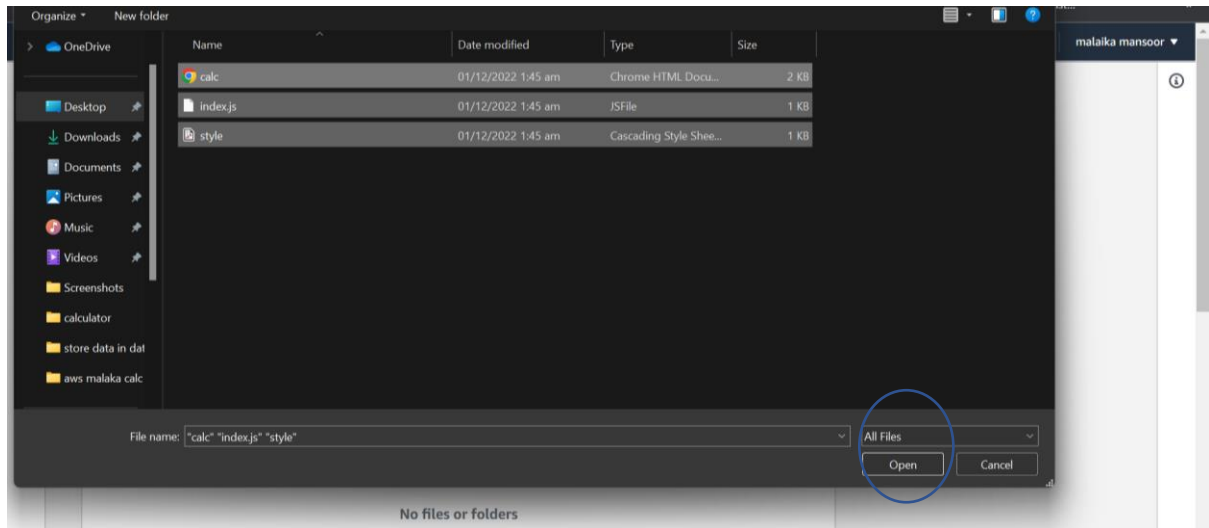 Organize New folder
OneDrive
Name Date modified Type Size
malaika mansoor
calc 01/12/2022 1:45 am Chrome HTML Docu... 2 KB
Desktop
index.js 01/12/2022 1:45 am JSFile 1 KB
Downloads
style 01/12/2022 1:45 am Cascading Style Shee... 1 KB
Documents
Pictures
Music
Videos
Screenshots
calculator
store data in dat
aws malaka calc
File name: "calc" "index.js" "style" All Files
Open Cancel
No files or folders